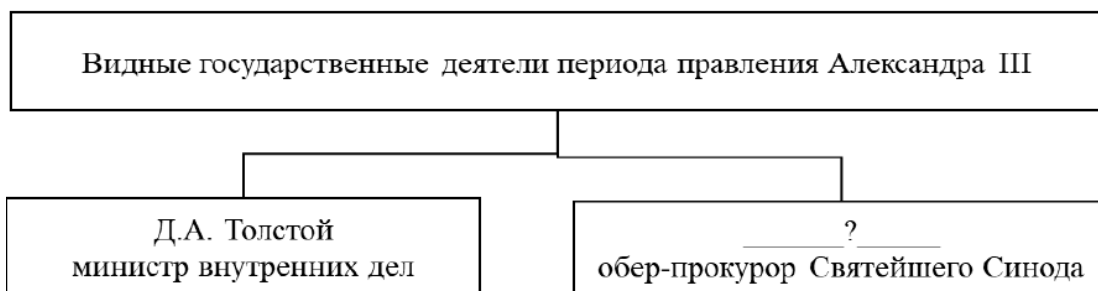 Видные государственные деятели периода правления Александра III
Д.А. Толстой
министр внутренних дел
________?______
обер-прокурор Святейшего Синода